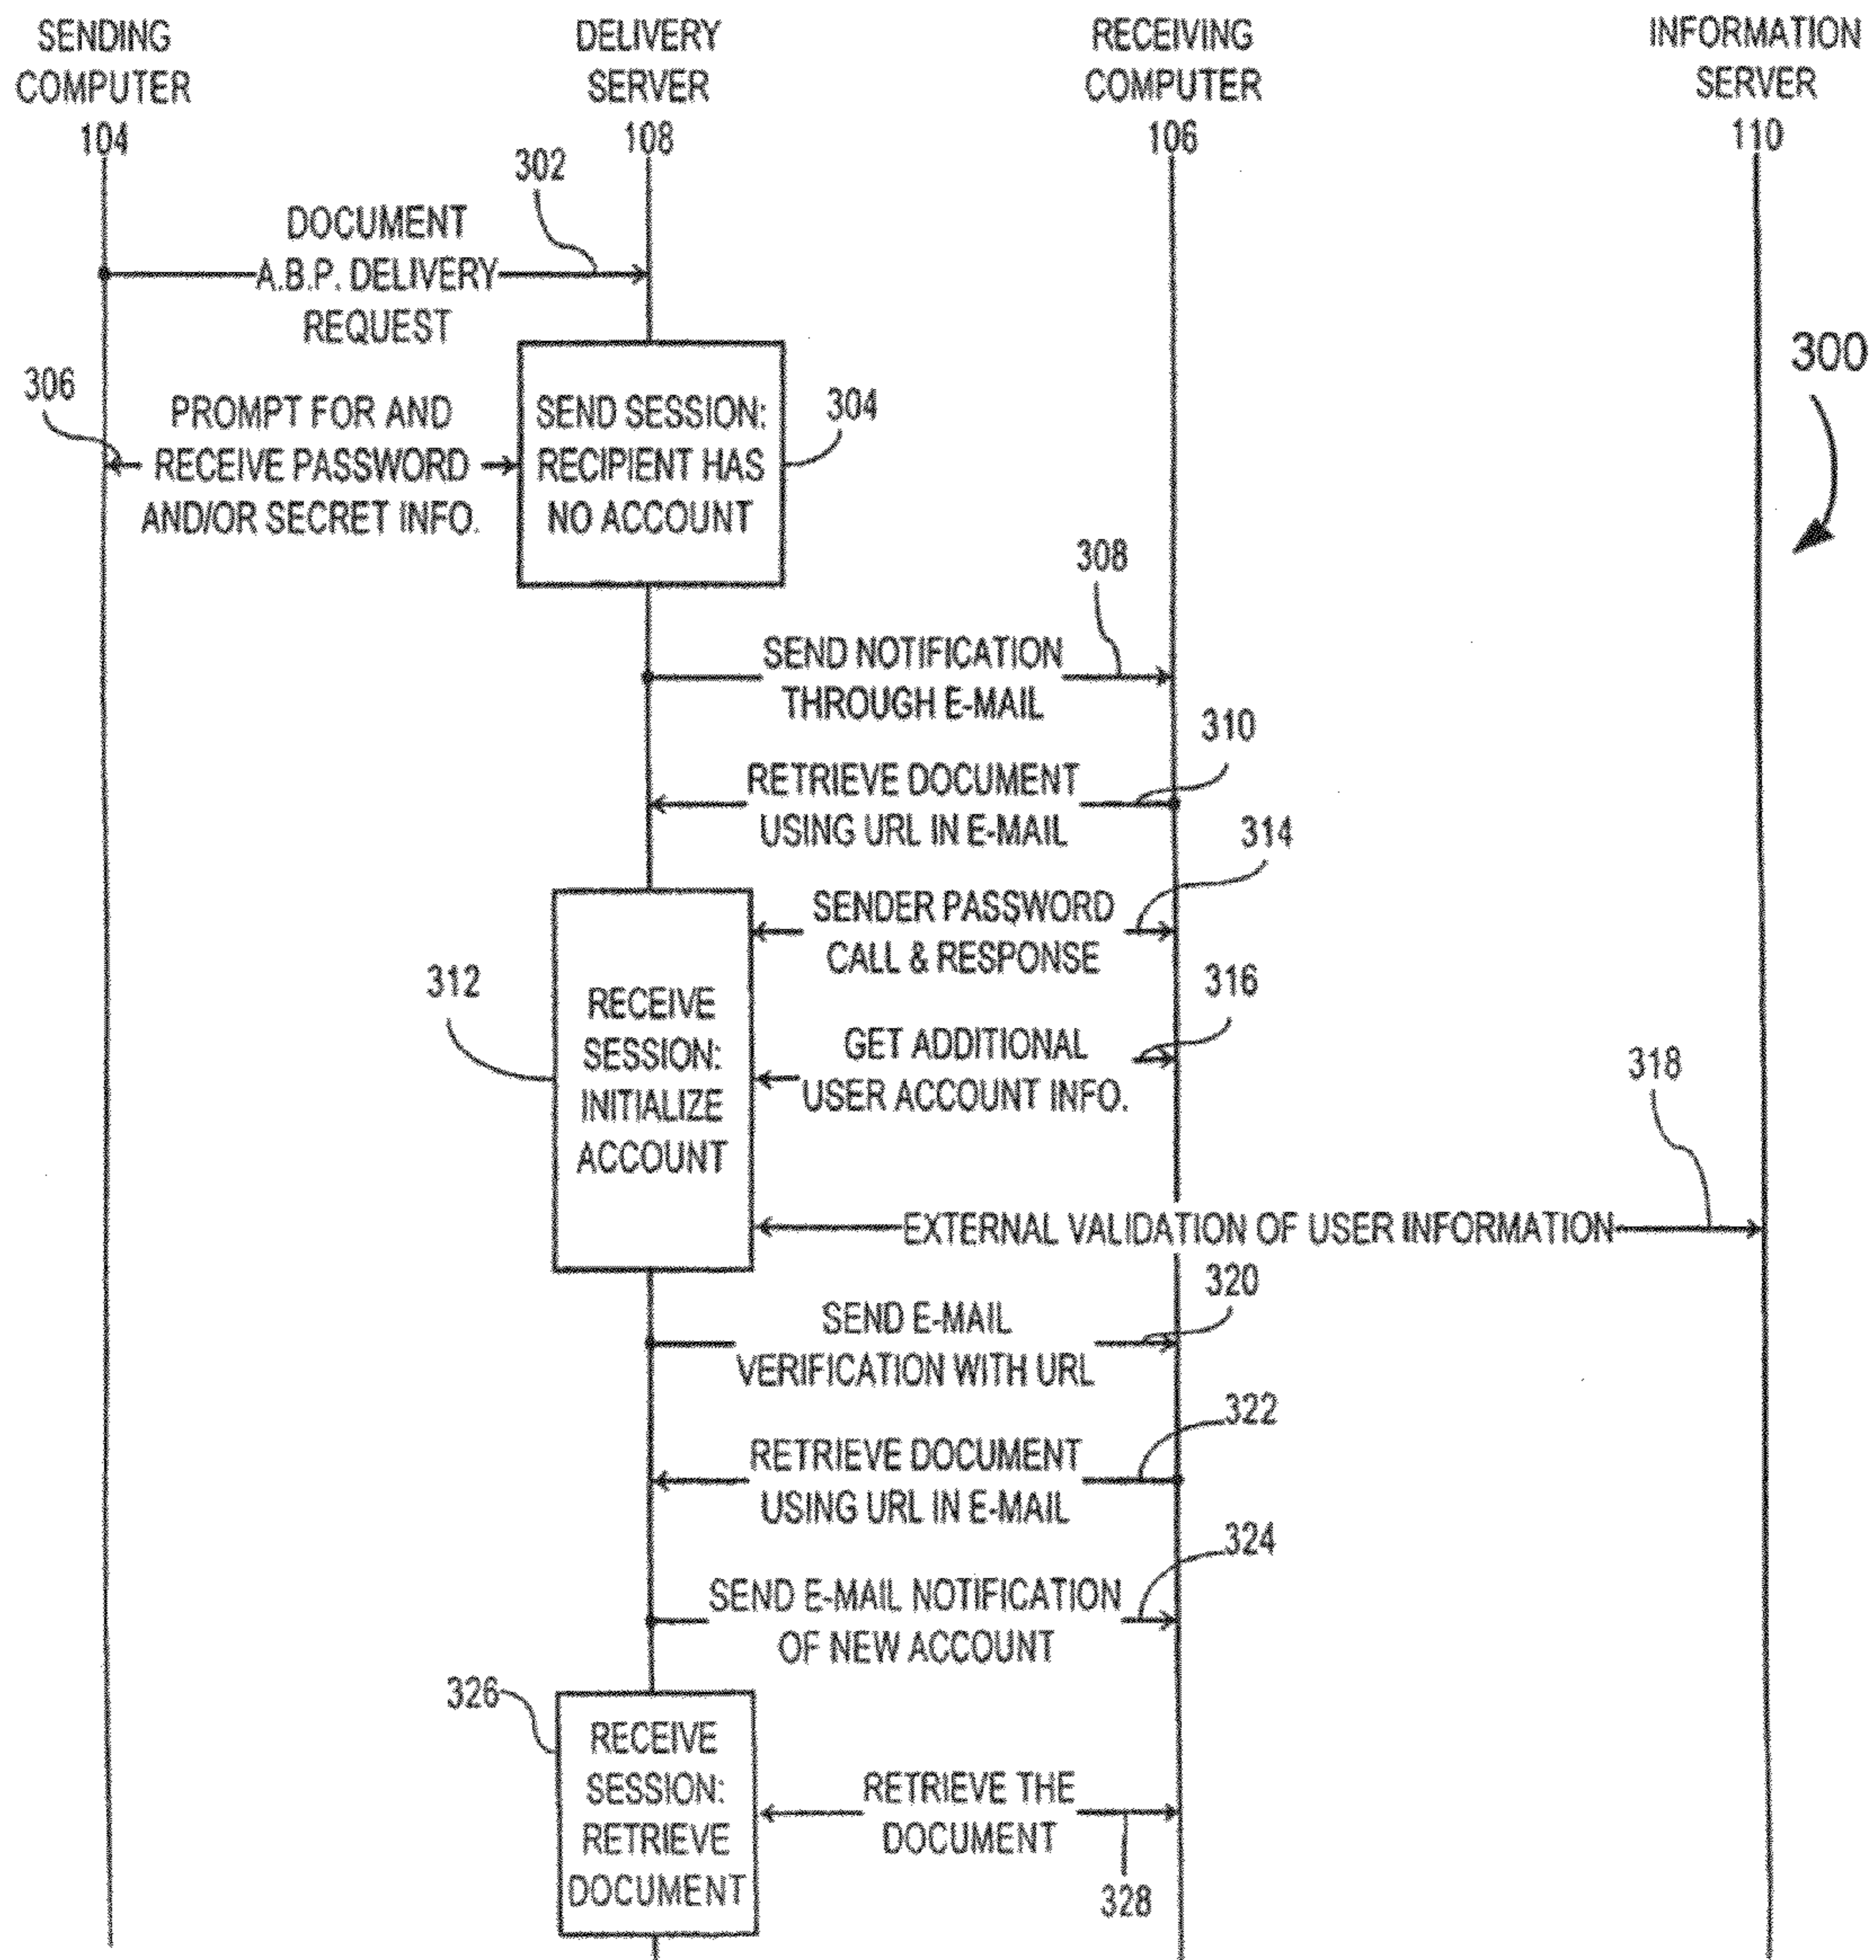 SENDING
COMPUTER
104
DELIVERY
SERVER
108
RECEIVING
COMPUTER
106
INFORMATION
SERVER
110
302
DOCUMENT
A.B.P. DELIVERY
REQUEST
300
306
PROMPT FOR AND
RECEIVE PASSWORD
AND/OR SECRET INFO.
SEND SESSION:
RECIPIENT HAS
NO ACCOUNT
304
308
SEND NOTIFICATION
THROUGH E-MAIL
310
RETRIEVE DOCUMENT
USING URL IN E-MAIL
314
SENDER PASSWORD
CALL & RESPONSE
312
RECEIVE
SESSION:
INITIALIZE
ACCOUNT
316
GET ADDITIONAL
USER ACCOUNT INFO.
318
EXTERNAL VALIDATION OF USER INFORMATION
320
SEND E-MAIL
VERIFICATION WITH URL
322
RETRIEVE DOCUMENT
USING URL IN E-MAIL
324
SEND E-MAIL NOTIFICATION
OF NEW ACCOUNT
326
RECEIVE
SESSION:
RETRIEVE
DOCUMENT
RETRIEVE THE
DOCUMENT
328